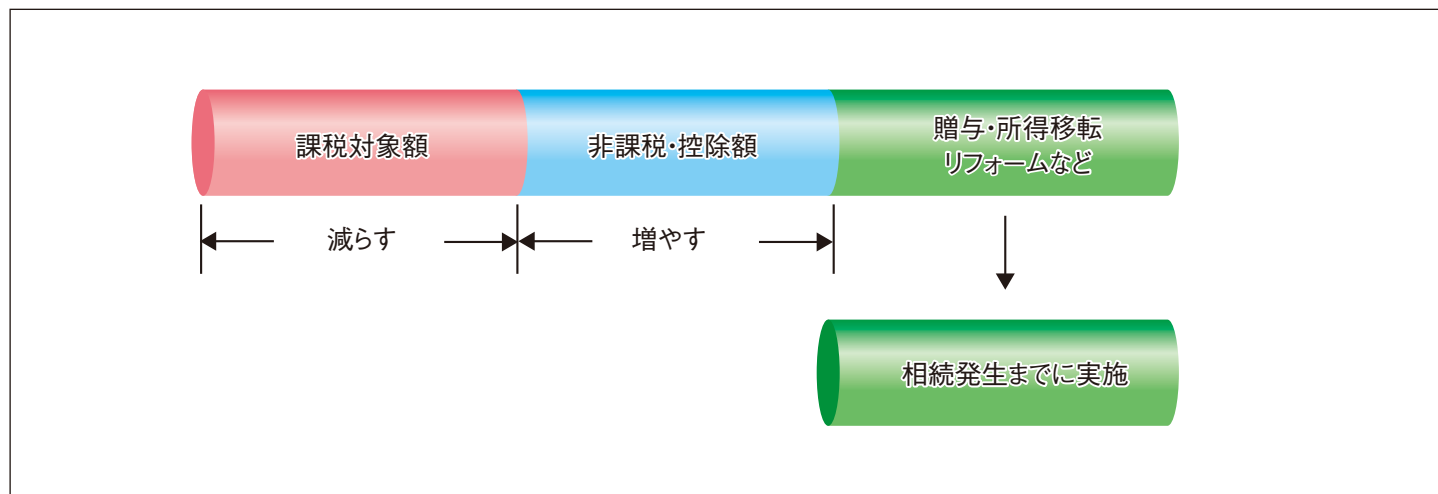 課税対象額
非課税・控除額
贈与・所得移転
リフォームなど
減らす
増やす
相続発生までに実施